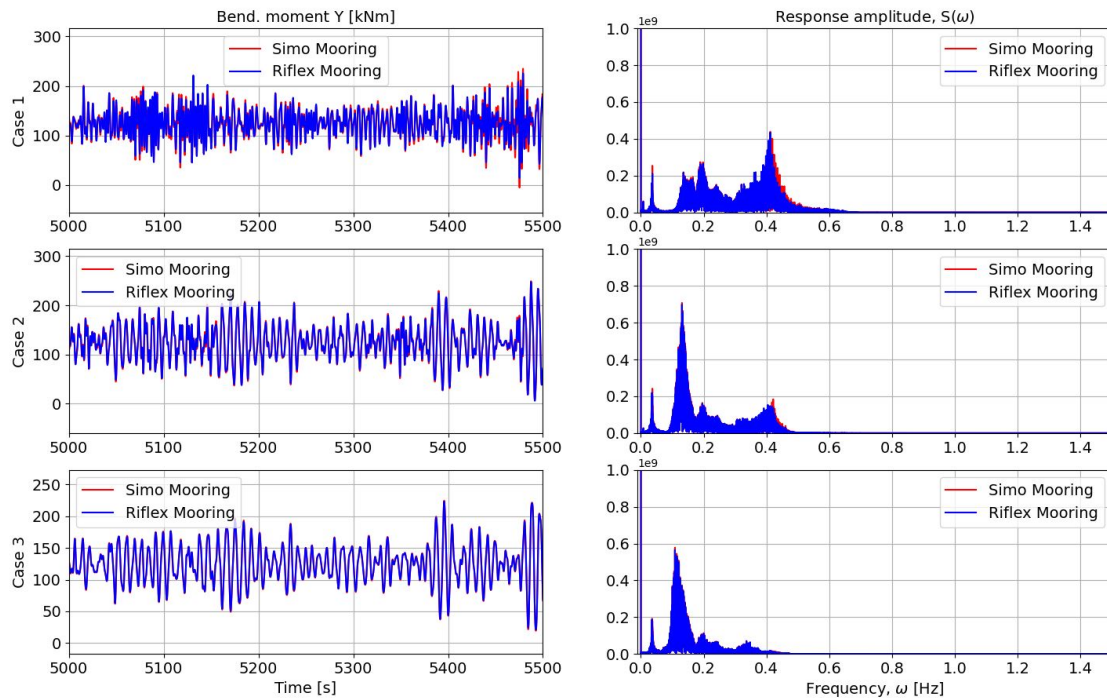 Bend. moment Y [kNm]
300
200
100
0
Case 1
Simo Mooring
Riflex Mooring
5000 5100 5200 5300 5400 5500
Response amplitude, S(ω)
1e9
1.0
0.8
0.6
0.4
0.2
0.0
Simo Mooring
Riflex Mooring
0.0 0.2 0.4 0.6 0.8 1.0 1.2 1.4
300
200
100
0
Case 2
Simo Mooring
Riflex Mooring
5000 5100 5200 5300 5400 5500
1e9
1.0
0.8
0.6
0.4
0.2
0.0
Simo Mooring
Riflex Mooring
0.0 0.2 0.4 0.6 0.8 1.0 1.2 1.4
250
200
150
100
50
0
Case 3
Simo Mooring
Riflex Mooring
5000 5100 5200 5300 5400 5500
Time [s]
1e9
1.0
0.8
0.6
0.4
0.2
0.0
Simo Mooring
Riflex Mooring
0.0 0.2 0.4 0.6 0.8 1.0 1.2 1.4
Frequency, ω [Hz]